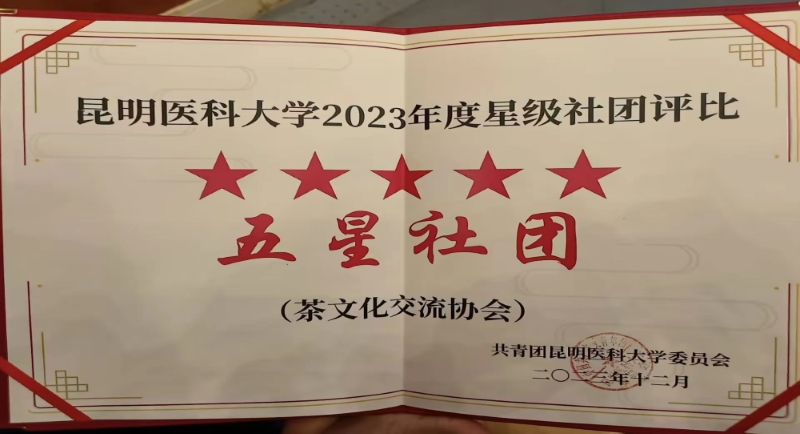 昆明医科大学2023年度星级社团评比
五星社团
(茶文化交流协会)
共青团昆明医科大学委员会
二〇二三年十二月